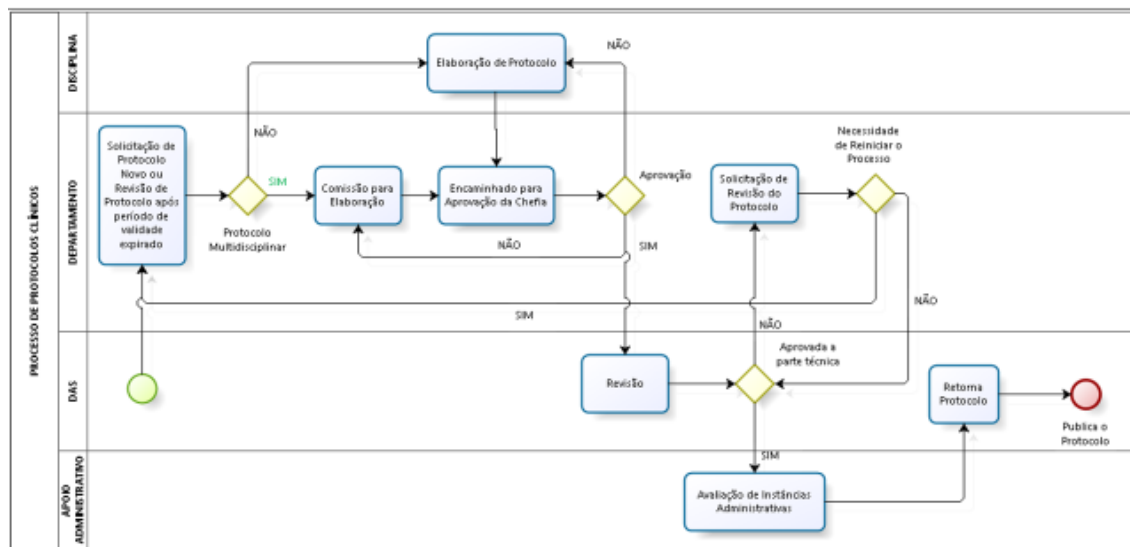 PROCESSO DE PROTOCOLOS CLÍNICOS
DISCIPLINA
Elaboração de Protocolo
NÃO
DEPARTAMENTO
Solicitação de
Protocolo
Novo ou
Revisão de
Protocolo após
período de
validade
expirado
NÃO
SIM
Protocolo
Multidisciplinar
Comissão para
Elaboração
Encaminhado para
Aprovação da Chefia
Aprovação
NÃO
SIM
Solicitação de
Revisão do
Protocolo
Necessidade
de Reiniciar o
Processo
NÃO
SIM
NÃO
DAS
Revisão
Aprovada a
parte técnica
SIM
Retorna
Protocolo
Publica o
Protocolo
APOIO
ADMINISTRATIVO
Avaliação de Instâncias
Administrativas